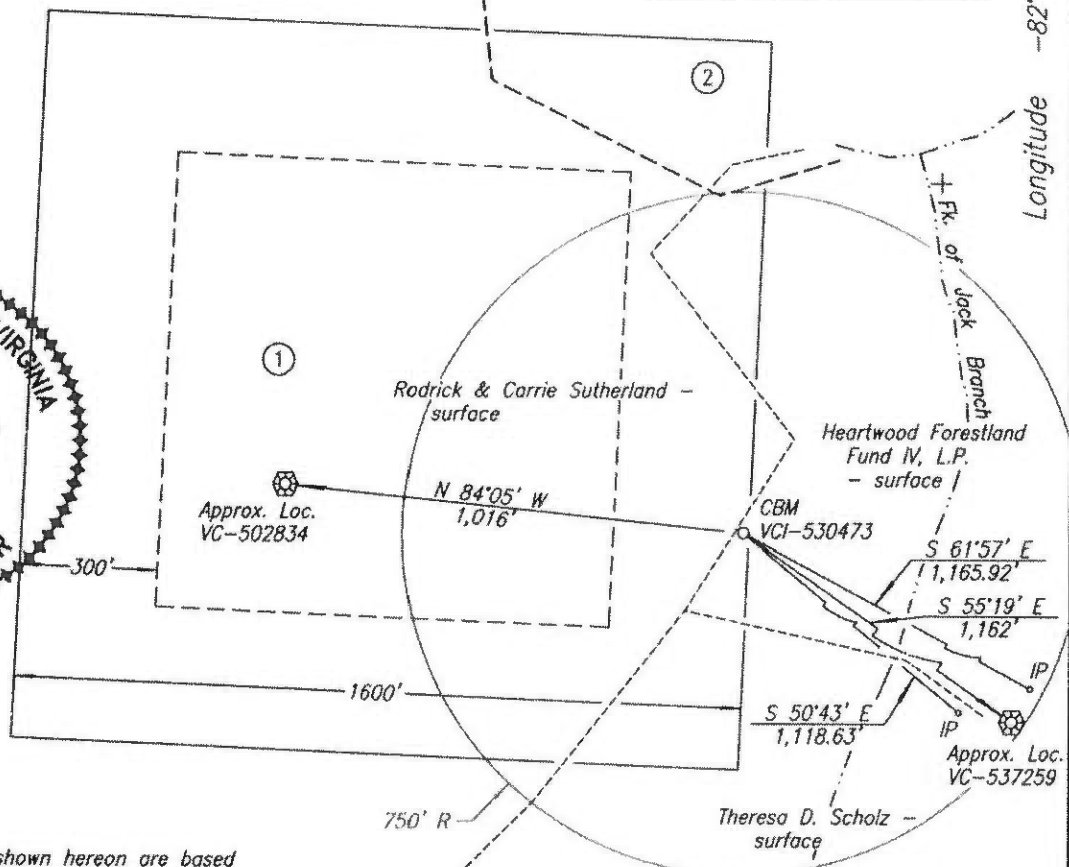 Longitude -82°
②
+ Fk. of Jack Branch
VIRGINIA
①
Rodrick & Carrie Sutherland -
surface
Heartwood Forestland
Fund IV, L.P.
- surface
N 84°05' W
1,016'
Approx. Loc.
VC-502834
CBM
VCI-530473
300'
S 61°57' E
1,165.92'
S 55°19' E
1,162'
1600'
IP
S 50°43' E
1,118.63'
IP
Approx. Loc.
VC-537259
750' R
Theresa D. Scholz -
surface
shown hereon are based